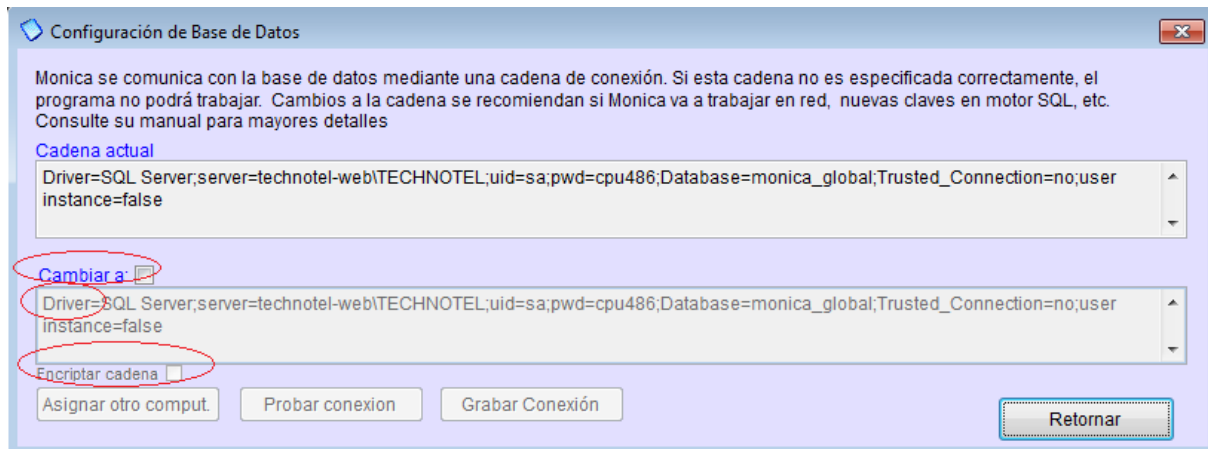 Configuración de Base de Datos
Monica se comunica con la base de datos mediante una cadena de conexión. Si esta cadena no es especificada correctamente, el
programa no podrá trabajar. Cambios a la cadena se recomiendan si Monica va a trabajar en red, nuevas claves en motor SQL, etc.
Consulte su manual para mayores detalles
Cadena actual
Driver=SQL Server;server=technotel-web\TECHNOTEL;uid=sa;pwd=cpu486;Database=monica_global;Trusted_Connection=no;user
instance=false
Cambiar a:
Driver=SQL Server;server=technotel-web\TECHNOTEL;uid=sa;pwd=cpu486;Database=monica_global;Trusted_Connection=no;user
instance=false
Encriptar cadena
Asignar otro comput. Probar conexion Grabar Conexión
Retornar